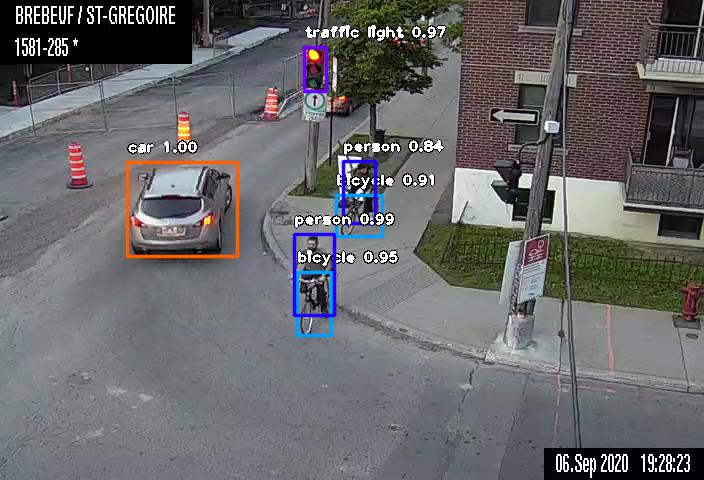 BREBEUF / ST-GREGOIRE
1581-285 *
traffic light 0.97
car 1.00
person 0.84
bicycle 0.91
person 0.99
bicycle 0.95
06.Sep 2020 19:28:23